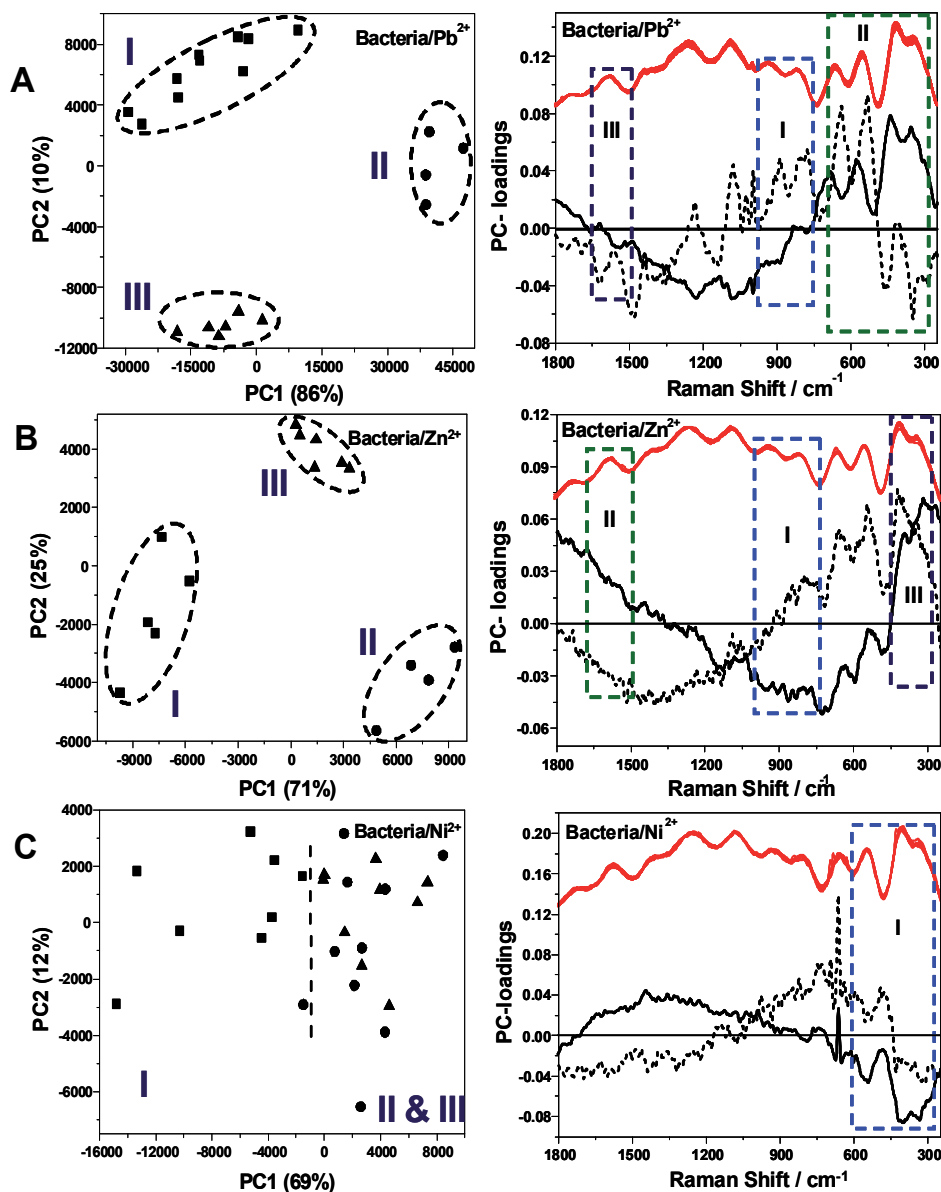 A
Bacteria/Pb²⁺
I
II
III
PC2 (10%)
8000
4000
0
-4000
-8000
-12000
-30000 -15000 0 15000 30000 45000
PC1 (86%)
Bacteria/Pb²⁺
III
I
II
PC- loadings
0.12
0.08
0.04
0.00
-0.04
-0.08
1800 1500 1200 900 600 300
Raman Shift / cm⁻¹
B
Bacteria/Zn²⁺
III
II
I
PC2 (25%)
4000
2000
0
-2000
-4000
-6000
-9000 -6000 -3000 0 3000 6000 9000
PC1 (71%)
Bacteria/Zn²⁺
II
I
III
PC- loadings
0.12
0.09
0.06
0.03
0.00
-0.03
-0.06
1800 1500 1200 900 600 300
Raman Shift / cm⁻¹
C
Bacteria/Ni²⁺
I
II & III
PC2 (12%)
4000
2000
0
-2000
-4000
-6000
-16000 -12000 -8000 -4000 0 4000 8000
PC1 (69%)
Bacteria/Ni²⁺
I
PC-loadings
0.20
0.16
0.12
0.08
0.04
0.00
-0.04
-0.08
1800 1500 1200 900 600 300
Raman Shift / cm⁻¹